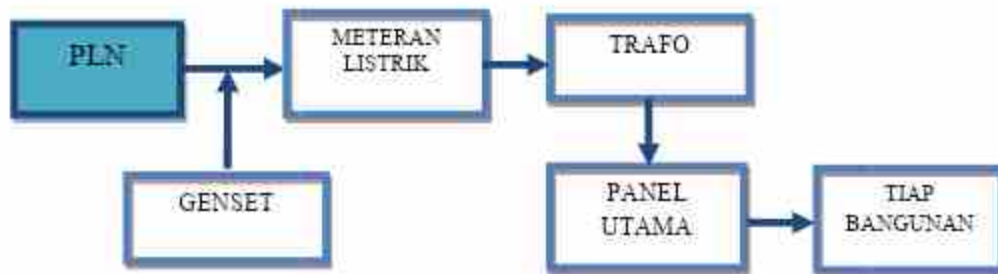 PLN
METERAN
LISTRIK
TRAFO
GENSET
PANEL
UTAMA
TIAP
BANGUNAN